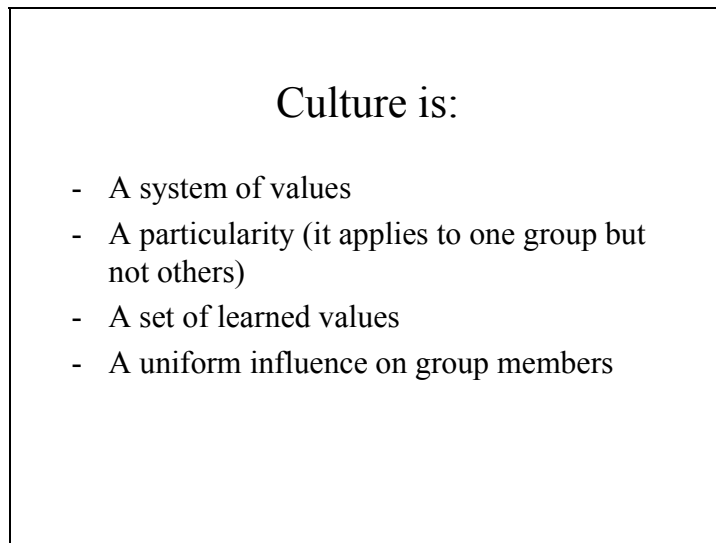 Culture is:
- A system of values
- A particularity (it applies to one group but
not others)
- A set of learned values
- A uniform influence on group members